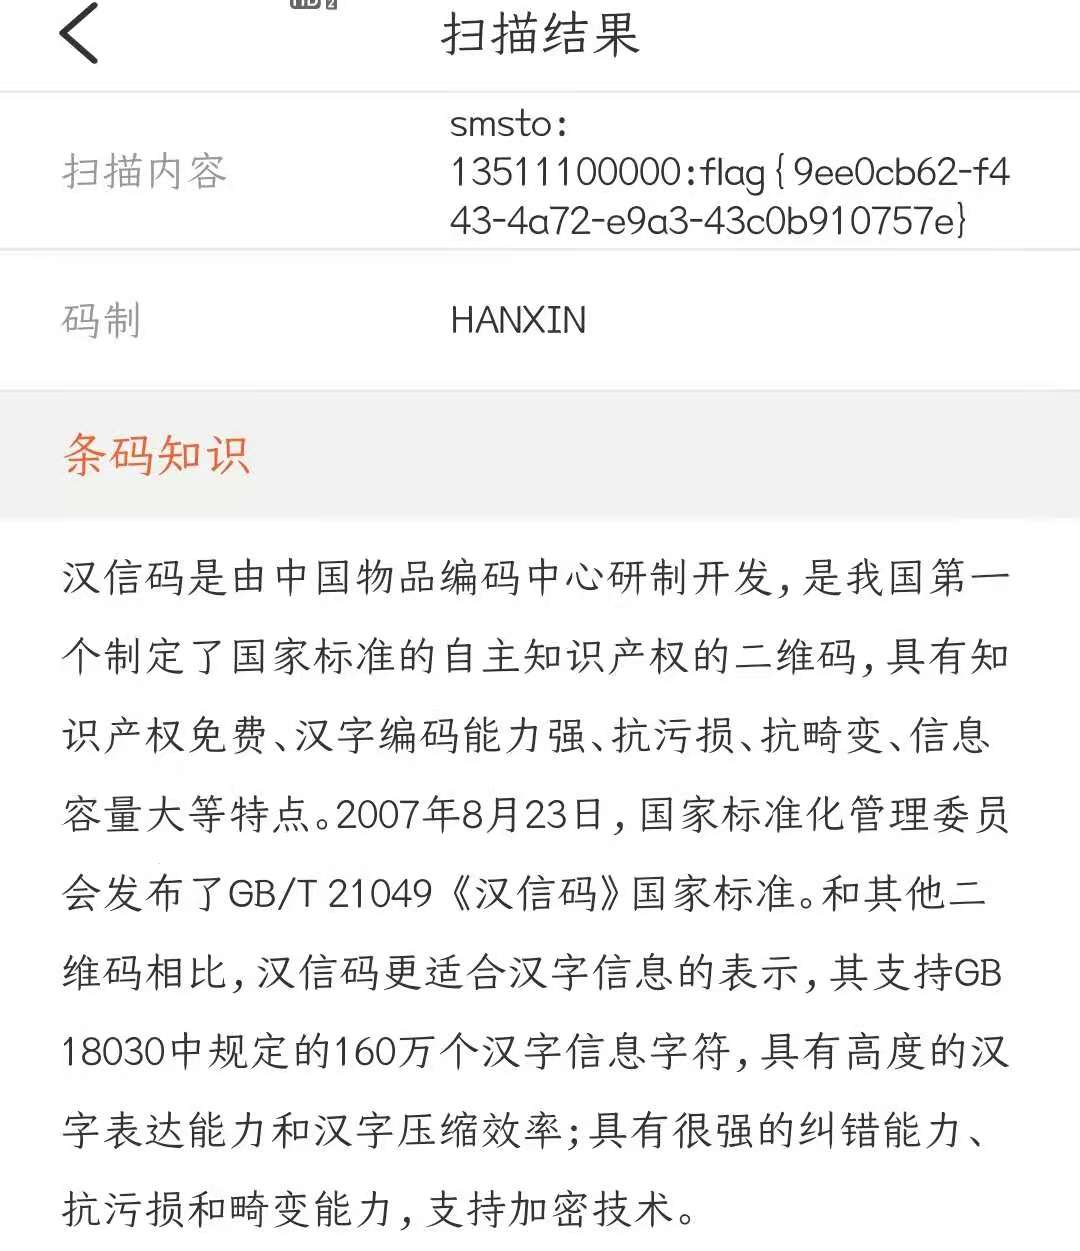 扫描结果
smsto:
扫描内容 13511100000:flag{9ee0cb62-f4
43-4a72-e9a3-43c0b910757e}
码制 HANXIN
条码知识
汉信码是由中国物品编码中心研制开发,是我国第一
个制定了国家标准的自主知识产权的二维码,具有知
识产权免费、汉字编码能力强、抗污损、抗畸变、信息
容量大等特点。2007年8月23日,国家标准化管理委员
会发布了GB/T 21049《汉信码》国家标准。和其他二
维码相比,汉信码更适合汉字信息的表示,其支持GB
18030中规定的160万个汉字信息字符,具有高度的汉
字表达能力和汉字压缩效率;具有很强的纠错能力、
抗污损和畸变能力,支持加密技术。